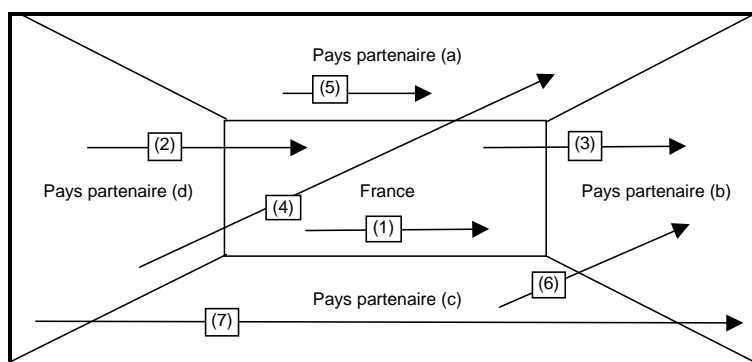 Pays partenaire (a)
(5)
(2)
(3)
Pays partenaire (d)
France
Pays partenaire (b)
(4)
(1)
(6)
Pays partenaire (c)
(7)